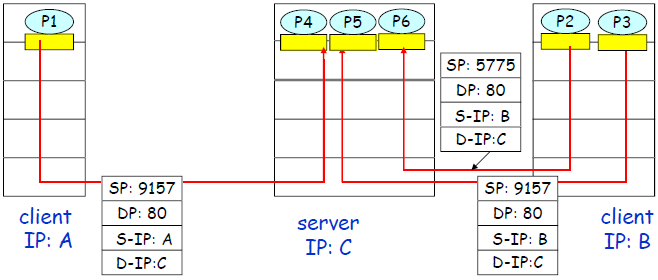 P1
P4 P5 P6
P2 P3
SP: 5775
DP: 80
S-IP: B
D-IP:C
SP: 9157
DP: 80
S-IP: A
D-IP:C
SP: 9157
DP: 80
S-IP: B
D-IP:C
client
IP: A
server
IP: C
client
IP: B